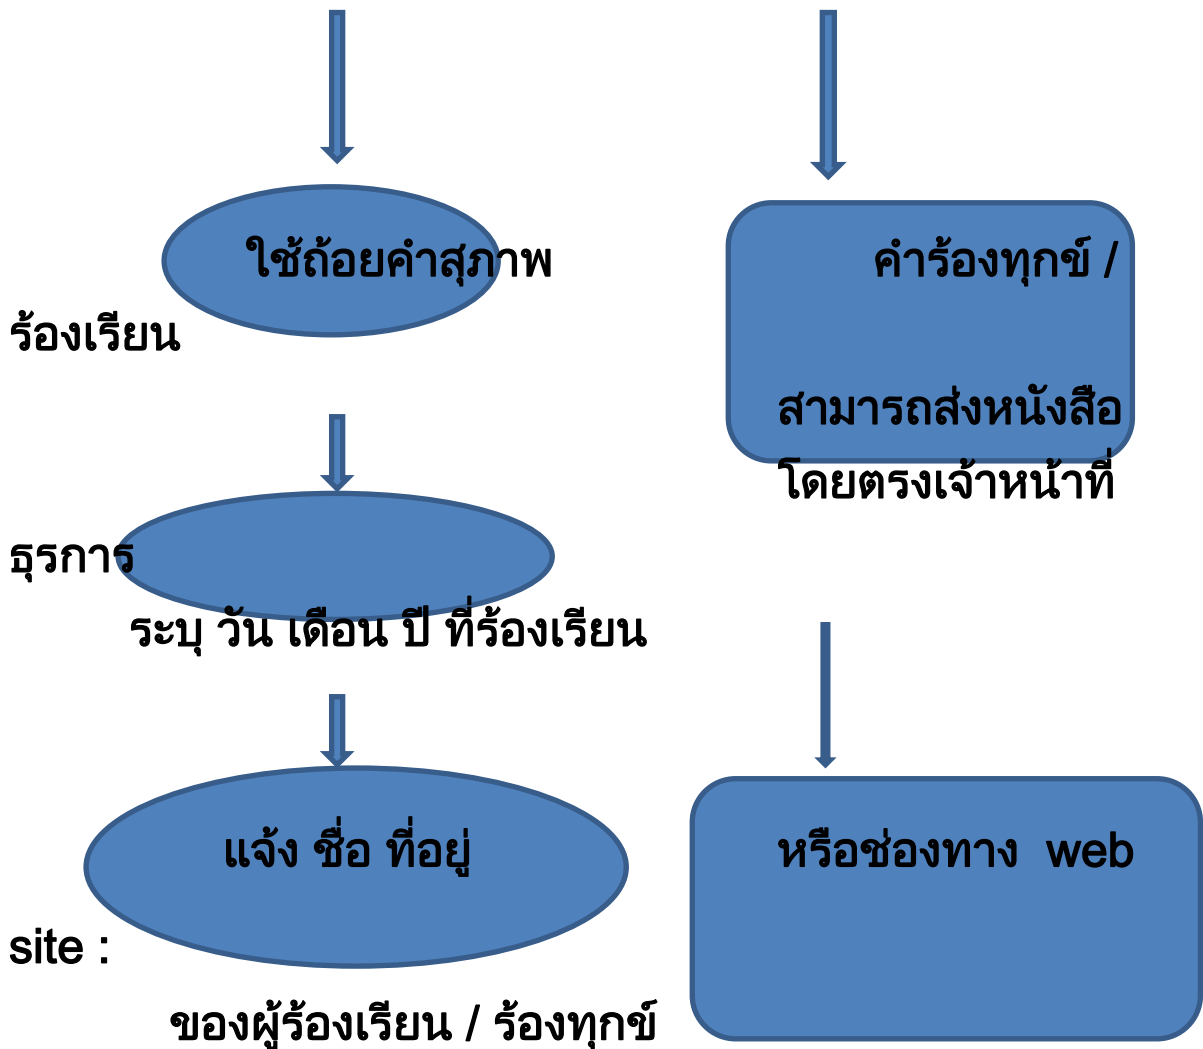 ใช้ถ้อยคำสุภาพ คำร้องทุกข์ /
ร้องเรียน
สามารถส่งหนังสือ
โดยตรงเจ้าหน้าที่
ธุรการ
ระบุ วัน เดือน ปี ที่ร้องเรียน
แจ้ง ชื่อ ที่อยู่ หรือช่องทาง web
site :
ของผู้ร้องเรียน / ร้องทุกข์